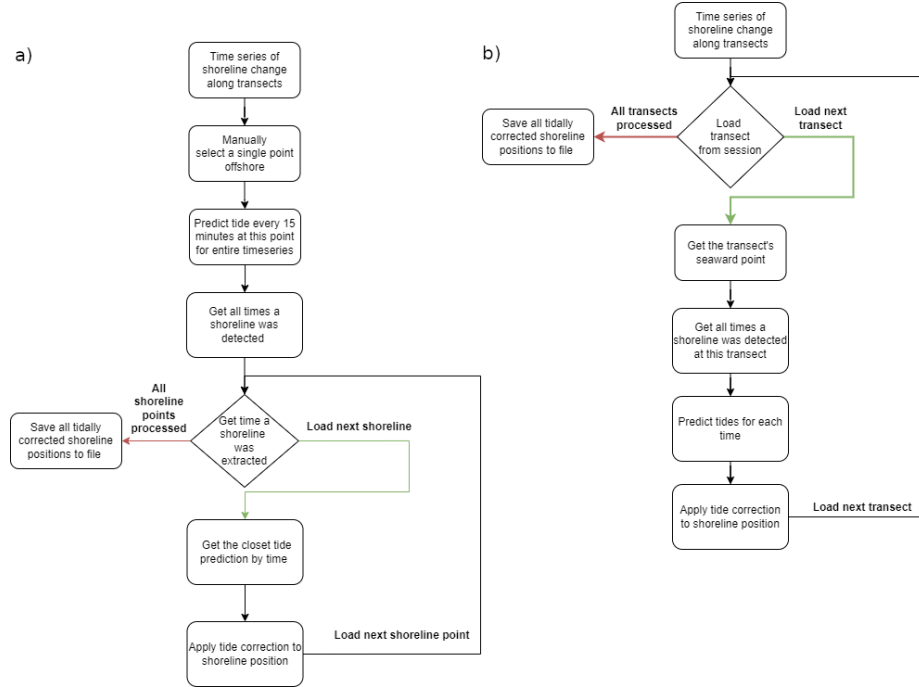 a)
Time series of
shoreline change
along transects
Manually
select a single point
offshore
Predict tide every 15
minutes at this point
for entire timeseries
Get all times a
shoreline was
detected
All
shoreline
points
processed
Save all tidally
corrected shoreline
positions to file
Get time a
shoreline
was
extracted
Load next shoreline
Get the closet tide
prediction by time
Apply tide correction to
shoreline position
Load next shoreline point
b)
Time series of
shoreline change
along transects
All transects
processed
Save all tidally
corrected shoreline
positions to file
Load
transect
from session
Load next
transect
Get the transect's
seaward point
Get all times a
shoreline was detected
at this transect
Predict tides for each
time
Apply tide correction
to shoreline position
Load next transect